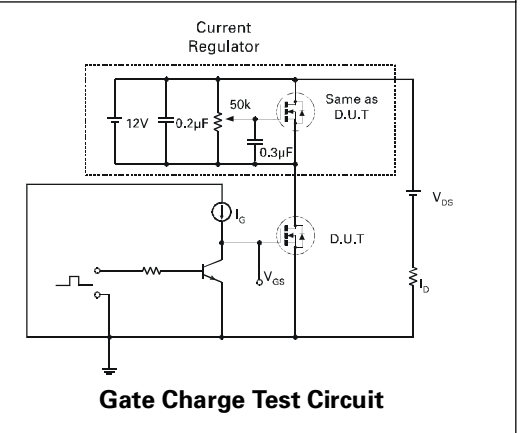 Current
Regulator
12V
0.2µF
50k
0.3µF
Same as
D.U.T
I_G
D.U.T
V_GS
V_DS
I_D
Gate Charge Test Circuit